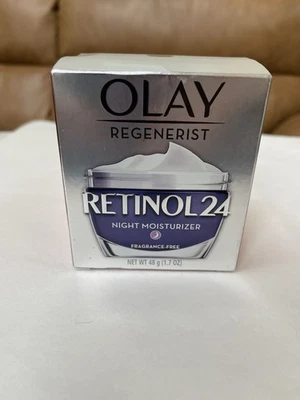 OLAY
REGENERIST
RETINOL24
NIGHT MOISTURIZER
FRAGRANCE-FREE
NET WT 48 g (1.7 OZ)